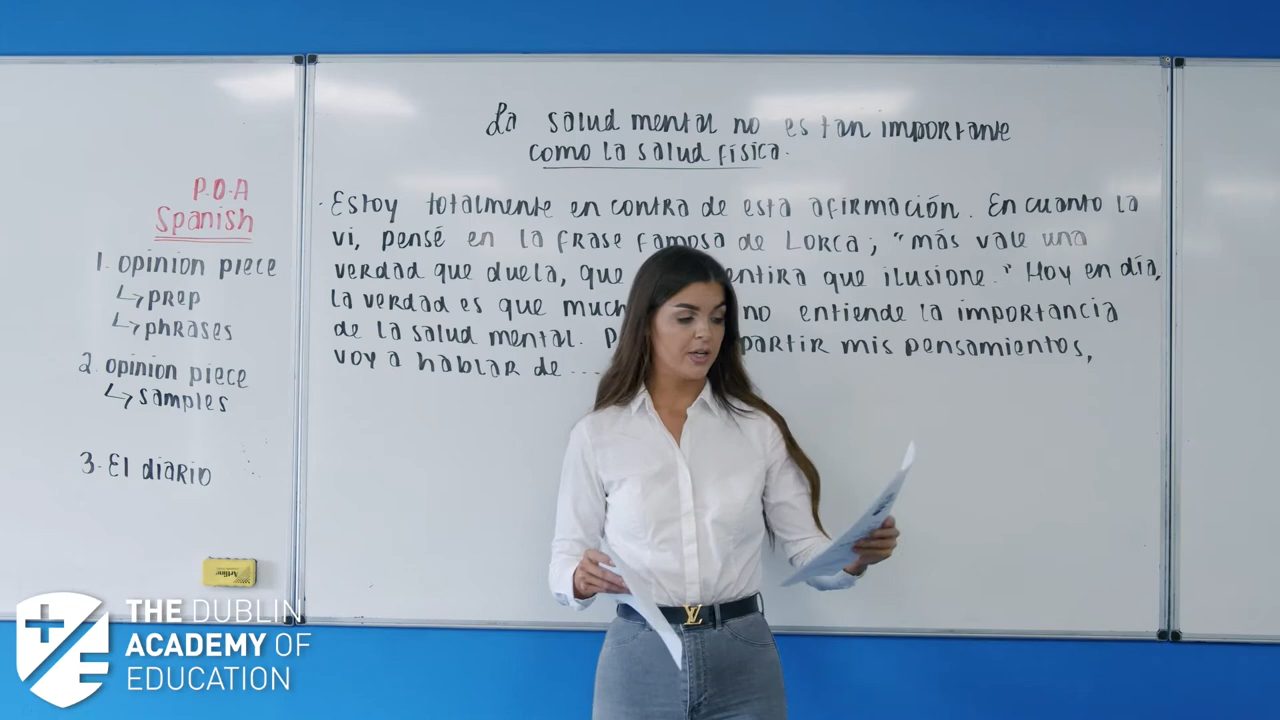 P.O.A
Spanish
1. opinion piece
↳ prep
↳ phrases
2. opinion piece
↳ samples
3. El diario
La salud mental no es tan importante
como la salud física.
Estoy totalmente en contra de esta afirmación. En cuanto la
vi, pensé en la frase famosa de Lorca; "más vale una
verdad que duela, que entira que ilusione." Hoy en día,
la verdad es que much no entiende la importancia
de la salud mental. P partir mis pensamientos,
voy a hablar de ...
Artline
THE DUBLIN
ACADEMY OF
EDUCATION